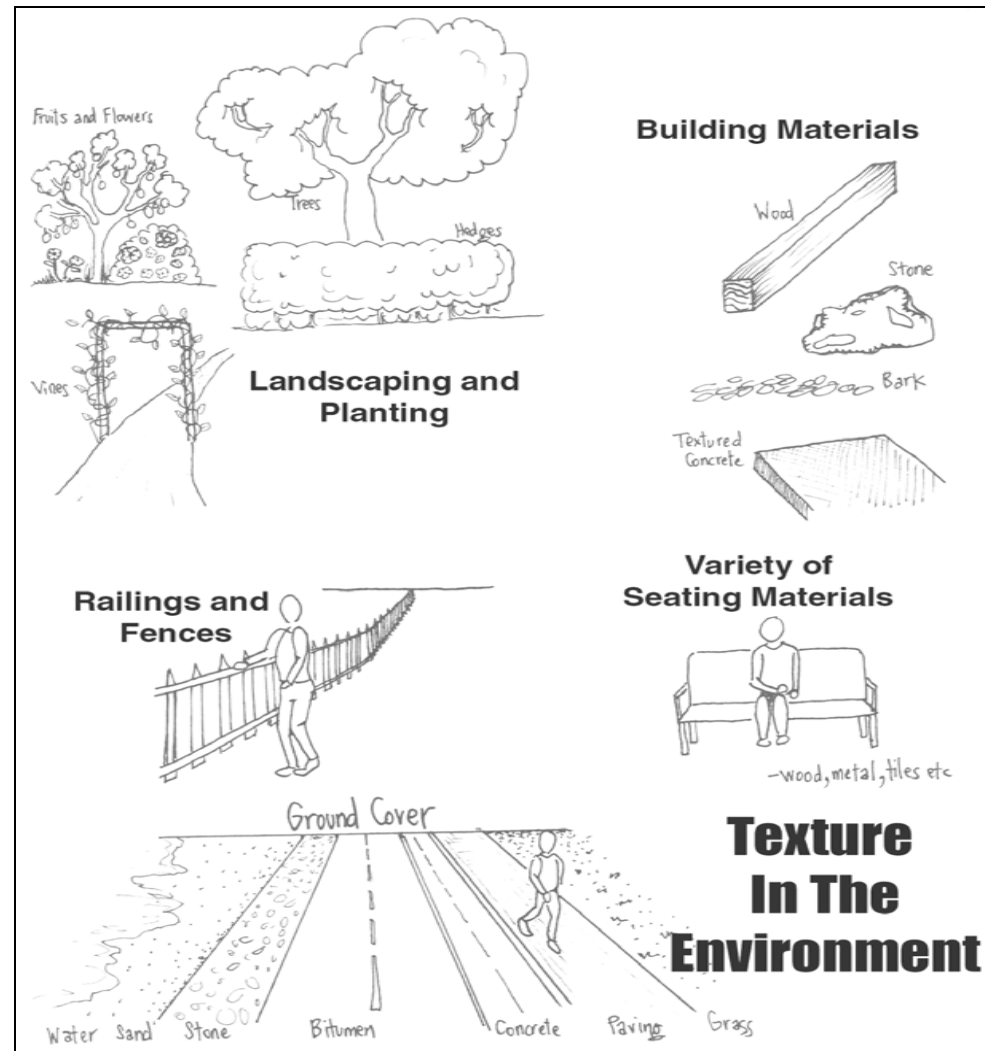 Fruits and Flowers
Trees
Hedges
Vines
Landscaping and
Planting
Building Materials
Wood
Stone
Bark
Textured
Concrete
Railings and
Fences
Variety of
Seating Materials
-wood, metal, tiles etc
Ground Cover
Water Sand Stone Bitumen Concrete Paving Grass
Texture
In The
Environment